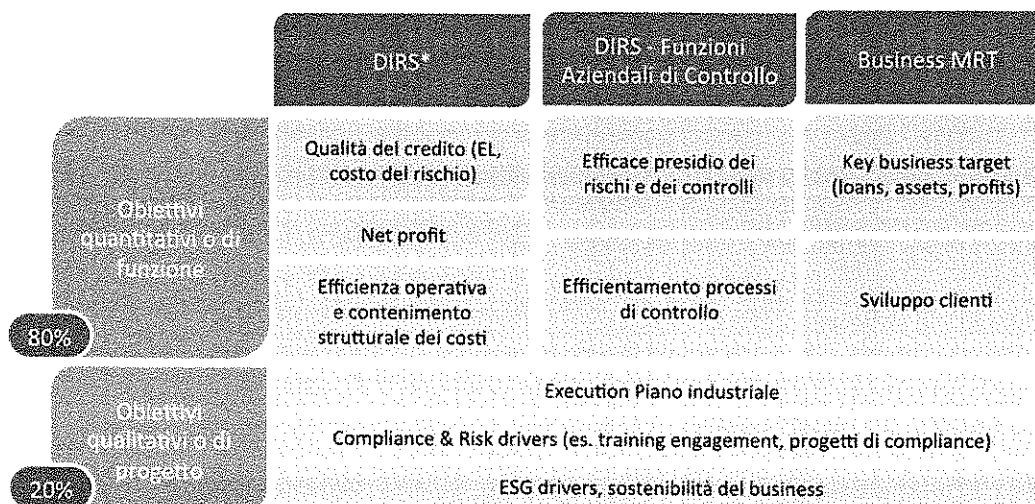 DIRS*
DIRS - Funzioni
Aziendali di Controllo
Business MRT
Obiettivi
quantitativi o di
funzione
80%
Qualità del credito (EL,
costo del rischio)
Net profit
Efficienza operativa
e contenimento
strutturale dei costi
Efficace presidio dei
rischi e dei controlli
Efficientamento processi
di controllo
Key business target
(loans, assets, profits)
Sviluppo clienti
Obiettivi
qualitativi o di
progetto
20%
Execution Piano industriale
Compliance & Risk drivers (es. training engagement, progetti di compliance)
ESG drivers, sostenibilità del business